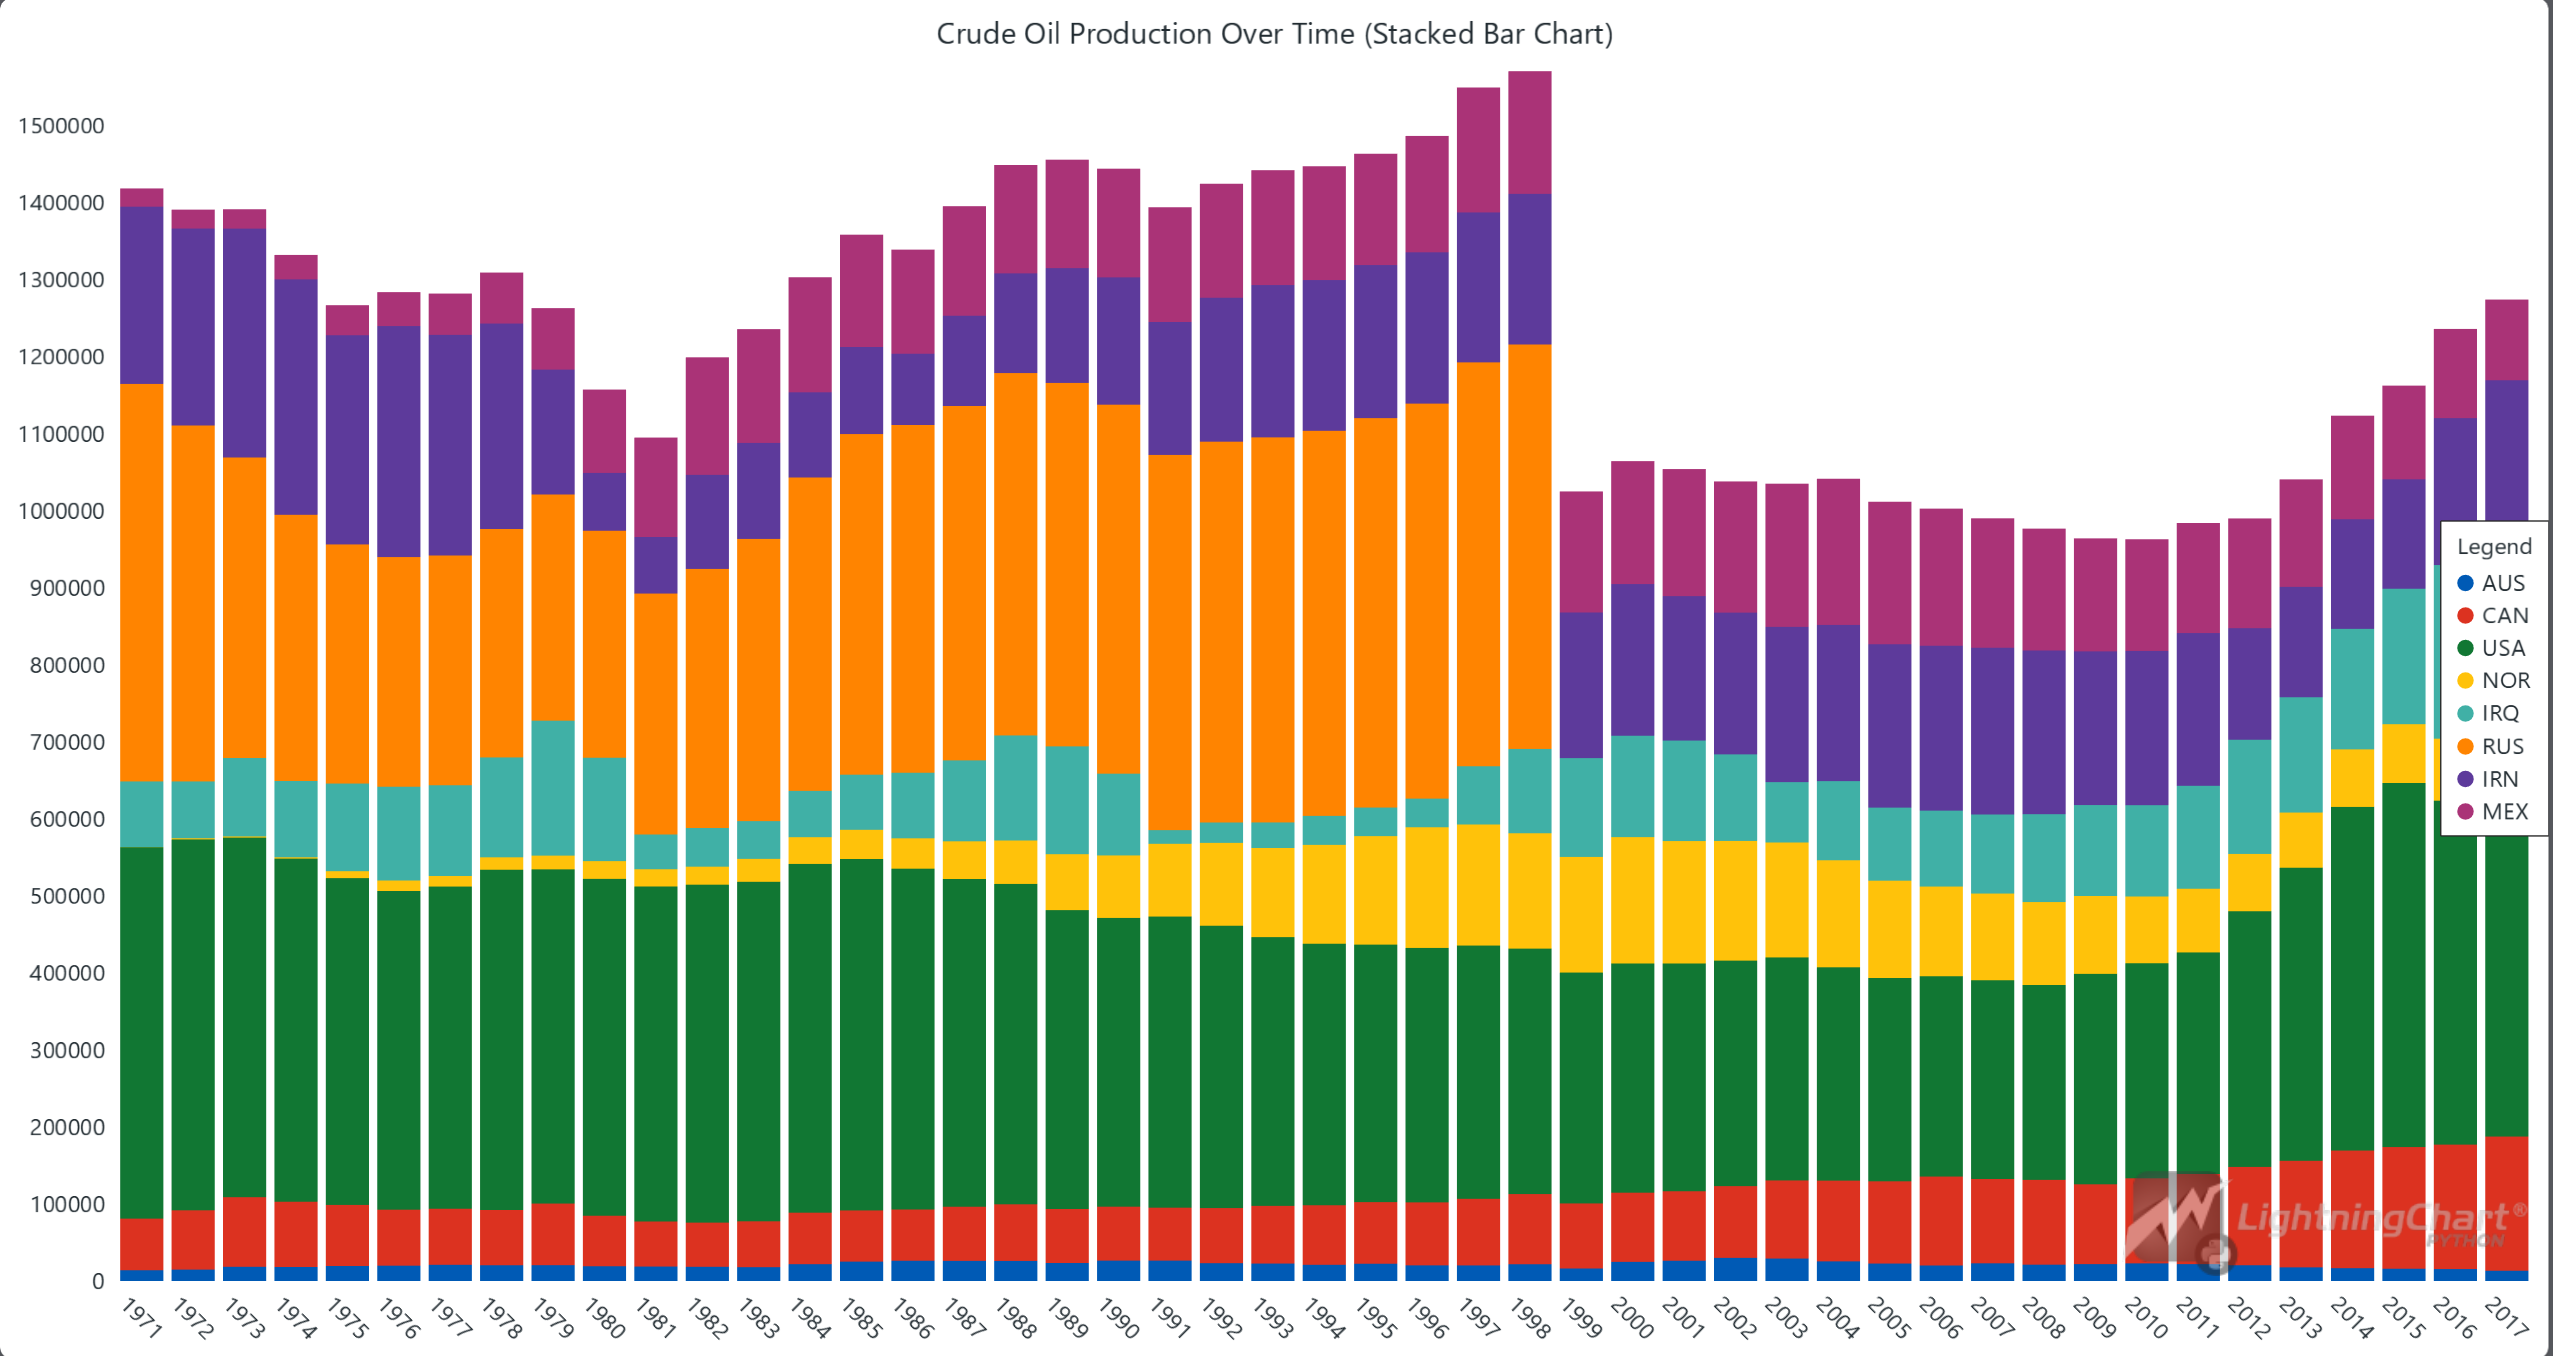 Crude Oil Production Over Time (Stacked Bar Chart)
1500000
1400000
1300000
1200000
1100000
1000000
900000
800000
700000
600000
500000
400000
300000
200000
100000
0
1971 1972 1973 1974 1975 1976 1977 1978 1979 1980 1981 1982 1983 1984 1985 1986 1987 1988 1989 1990 1991 1992 1993 1994 1995 1996 1997 1998 1999 2000 2001 2002 2003 2004 2005 2006 2007 2008 2009 2010 2011 2012 2013 2014 2015 2016 2017
Legend
AUS
CAN
USA
NOR
IRQ
RUS
IRN
MEX
LightningChart®
PYTHON